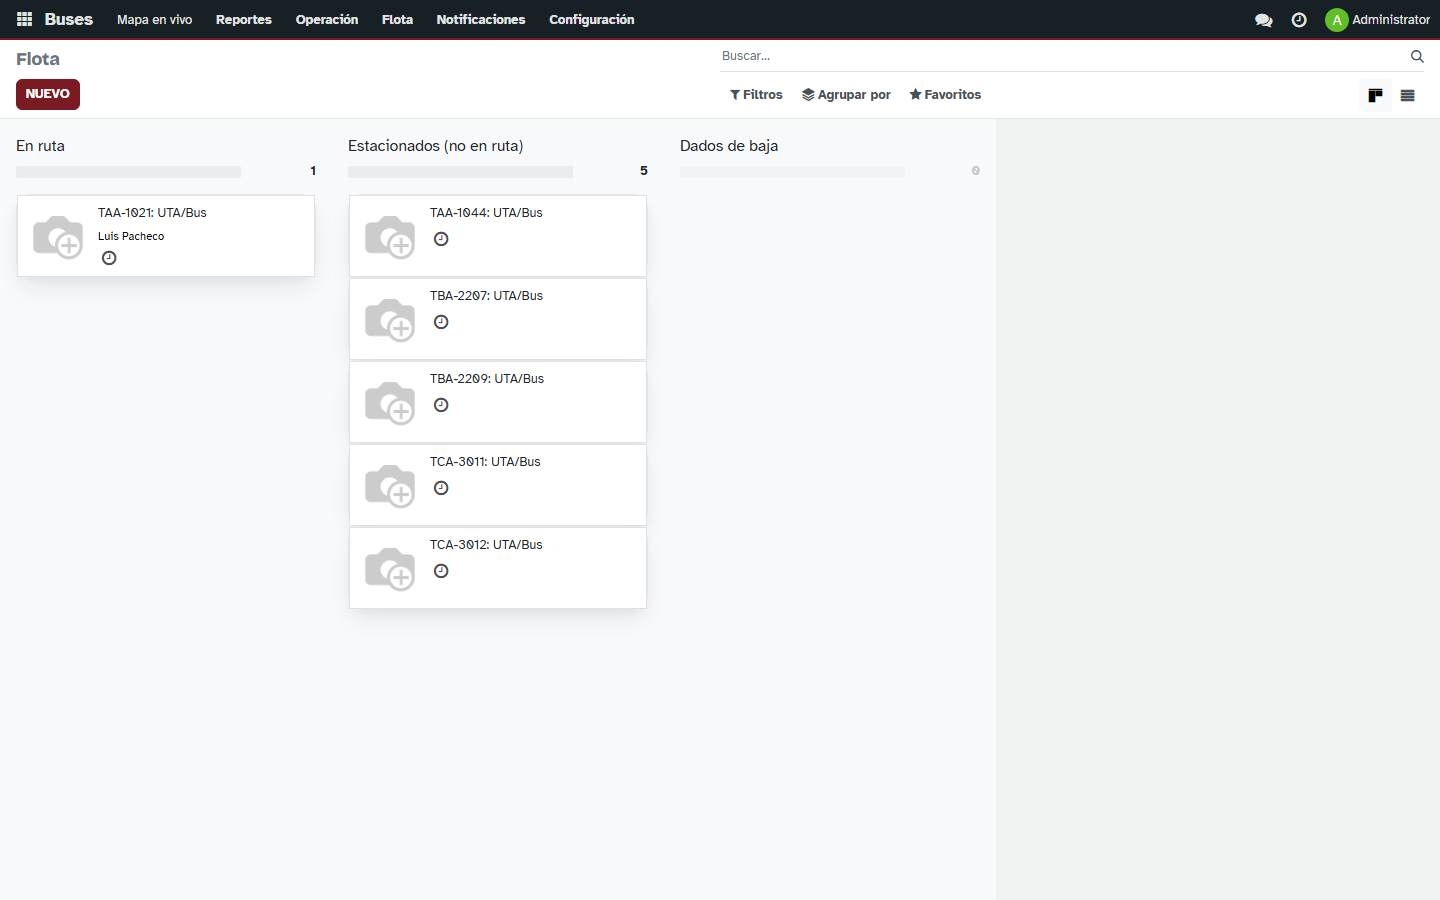 Buses Mapa en vivo Reportes Operación Flota Notificaciones Configuración A Administrator
Flota
Buscar...
NUEVO
Filtros Agrupar por Favoritos
En ruta
1
TAA-1021: UTA/Bus
Luis Pacheco
Estacionados (no en ruta)
5
TAA-1044: UTA/Bus
TBA-2207: UTA/Bus
TBA-2209: UTA/Bus
TCA-3011: UTA/Bus
TCA-3012: UTA/Bus
Dados de baja
0